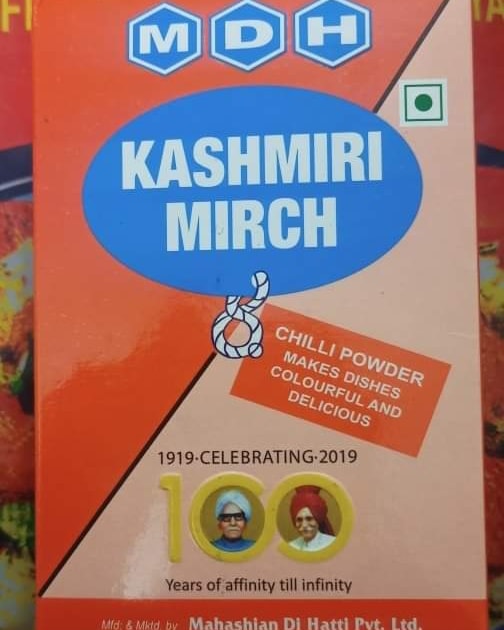 MDH
KASHMIRI
MIRCH
CHILLI POWDER
MAKES DISHES
COLOURFUL AND
DELICIOUS
1919·CELEBRATING·2019
100
Years of affinity till infinity
Mfd: & Mktd. by Mahashian Di Hatti Pvt. Ltd.